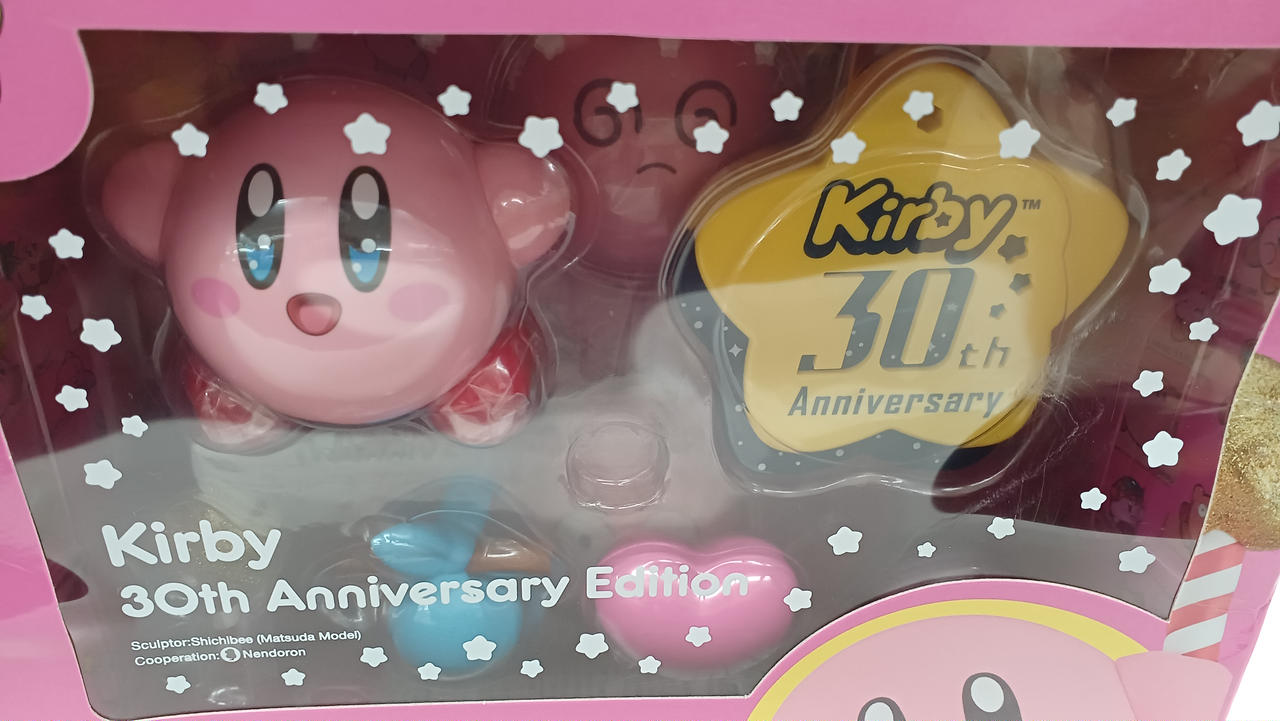 Kirby™
30th
Anniversary
Kirby
30th Anniversary Edition
Sculptor:Shichibee (Matsuda Model)
Cooperation: Nendoron